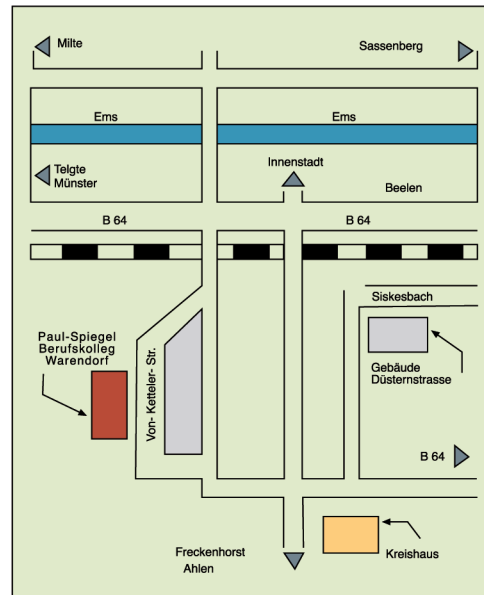 Milte
Sassenberg
Ems
Ems
Telgte
Münster
Innenstadt
Beelen
B 64
B 64
Siskesbach
Paul-Spiegel
Berufskolleg
Warendorf
Von- Ketteler- Str.
Gebäude
Düsternstrasse
B 64
Freckenhorst
Ahlen
Kreishaus